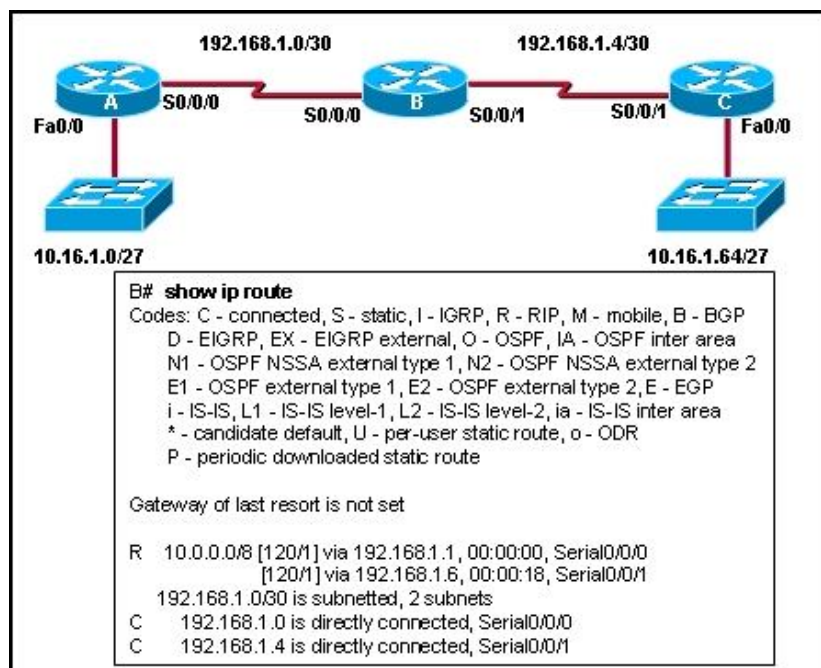 192.168.1.0/30 192.168.1.4/30
A S0/0/0 S0/0/0 B S0/0/1 S0/0/1 C
Fa0/0 Fa0/0
10.16.1.0/27 10.16.1.64/27
B# show ip route
Codes: C - connected, S - static, I - IGRP, R - RIP, M - mobile, B - BGP
D - EIGRP, EX - EIGRP external, O - OSPF, IA - OSPF inter area
N1 - OSPF NSSA external type 1, N2 - OSPF NSSA external type 2
E1 - OSPF external type 1, E2 - OSPF external type 2, E - EGP
i - IS-IS, L1 - IS-IS level-1, L2 - IS-IS level-2, ia - IS-IS inter area
* - candidate default, U - per-user static route, o - ODR
P - periodic downloaded static route
Gateway of last resort is not set
R 10.0.0.0/8 [120/1] via 192.168.1.1, 00:00:00, Serial0/0/0
[120/1] via 192.168.1.6, 00:00:18, Serial0/0/1
192.168.1.0/30 is subnetted, 2 subnets
C 192.168.1.0 is directly connected, Serial0/0/0
C 192.168.1.4 is directly connected, Serial0/0/1